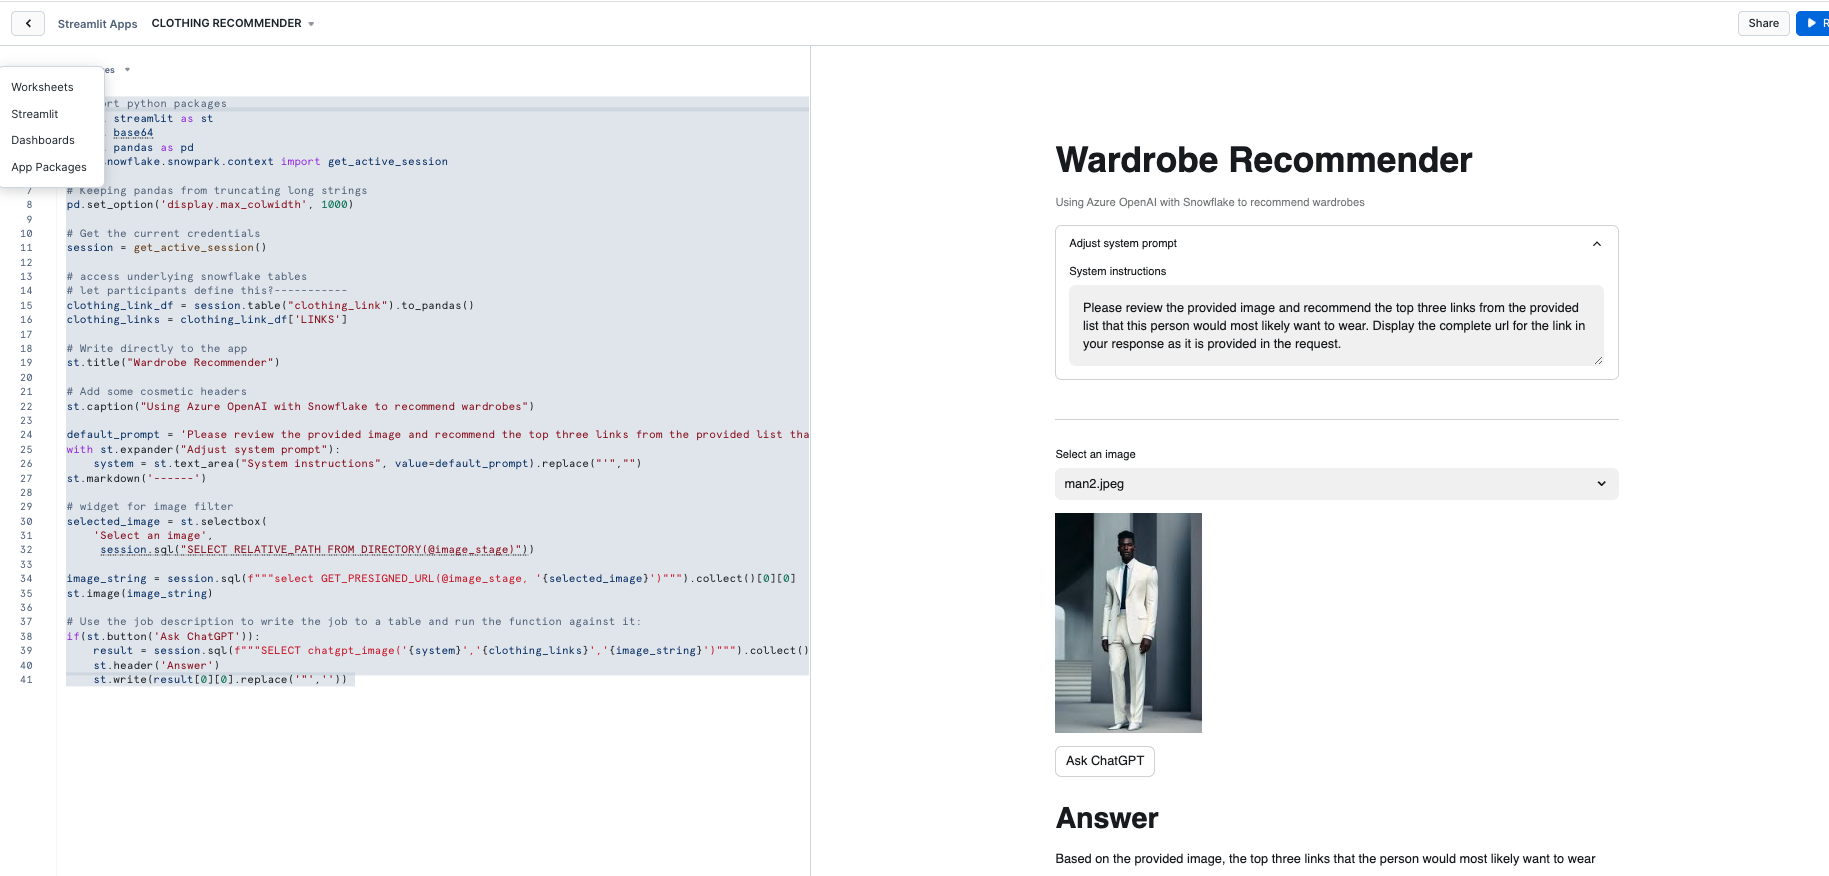 Streamlit Apps CLOTHING RECOMMENDER
Share
Worksheets
Streamlit
Dashboards
App Packages
es
rt python packages
streamlit as st
base64
pandas as pd
snowflake.snowpark.context import get_active_session
7 # Keeping pandas from truncating long strings
8 pd.set_option('display.max_colwidth', 1000)
9
10 # Get the current credentials
11 session = get_active_session()
12
13 # access underlying snowflake tables
14 # let participants define this?-----------
15 clothing_link_df = session.table("clothing_link").to_pandas()
16 clothing_links = clothing_link_df['LINKS']
17
18 # Write directly to the app
19 st.title("Wardrobe Recommender")
20
21 # Add some cosmetic headers
22 st.caption("Using Azure OpenAI with Snowflake to recommend wardrobes")
23
24 default_prompt = 'Please review the provided image and recommend the top three links from the provided list tha
25 with st.expander("Adjust system prompt"):
26     system = st.text_area("System instructions", value=default_prompt).replace("'","")
27 st.markdown('------')
28
29 # widget for image filter
30 selected_image = st.selectbox(
31     'Select an image',
32      session.sql("SELECT RELATIVE_PATH FROM DIRECTORY(@image_stage)"))
33
34 image_string = session.sql(f"""select GET_PRESIGNED_URL(@image_stage, '{selected_image}')""").collect()[0][0]
35 st.image(image_string)
36
37 # Use the job description to write the job to a table and run the function against it:
38 if(st.button('Ask ChatGPT')):
39     result = session.sql(f"""SELECT chatgpt_image('{system}','{clothing_links}','{image_string}')""").collect()
40     st.header('Answer')
41     st.write(result[0][0].replace('"',''))
Wardrobe Recommender
Using Azure OpenAI with Snowflake to recommend wardrobes
Adjust system prompt
System instructions
Please review the provided image and recommend the top three links from the provided
list that this person would most likely want to wear. Display the complete url for the link in
your response as it is provided in the request.
Select an image
man2.jpeg
Ask ChatGPT
Answer
Based on the provided image, the top three links that the person would most likely want to wear